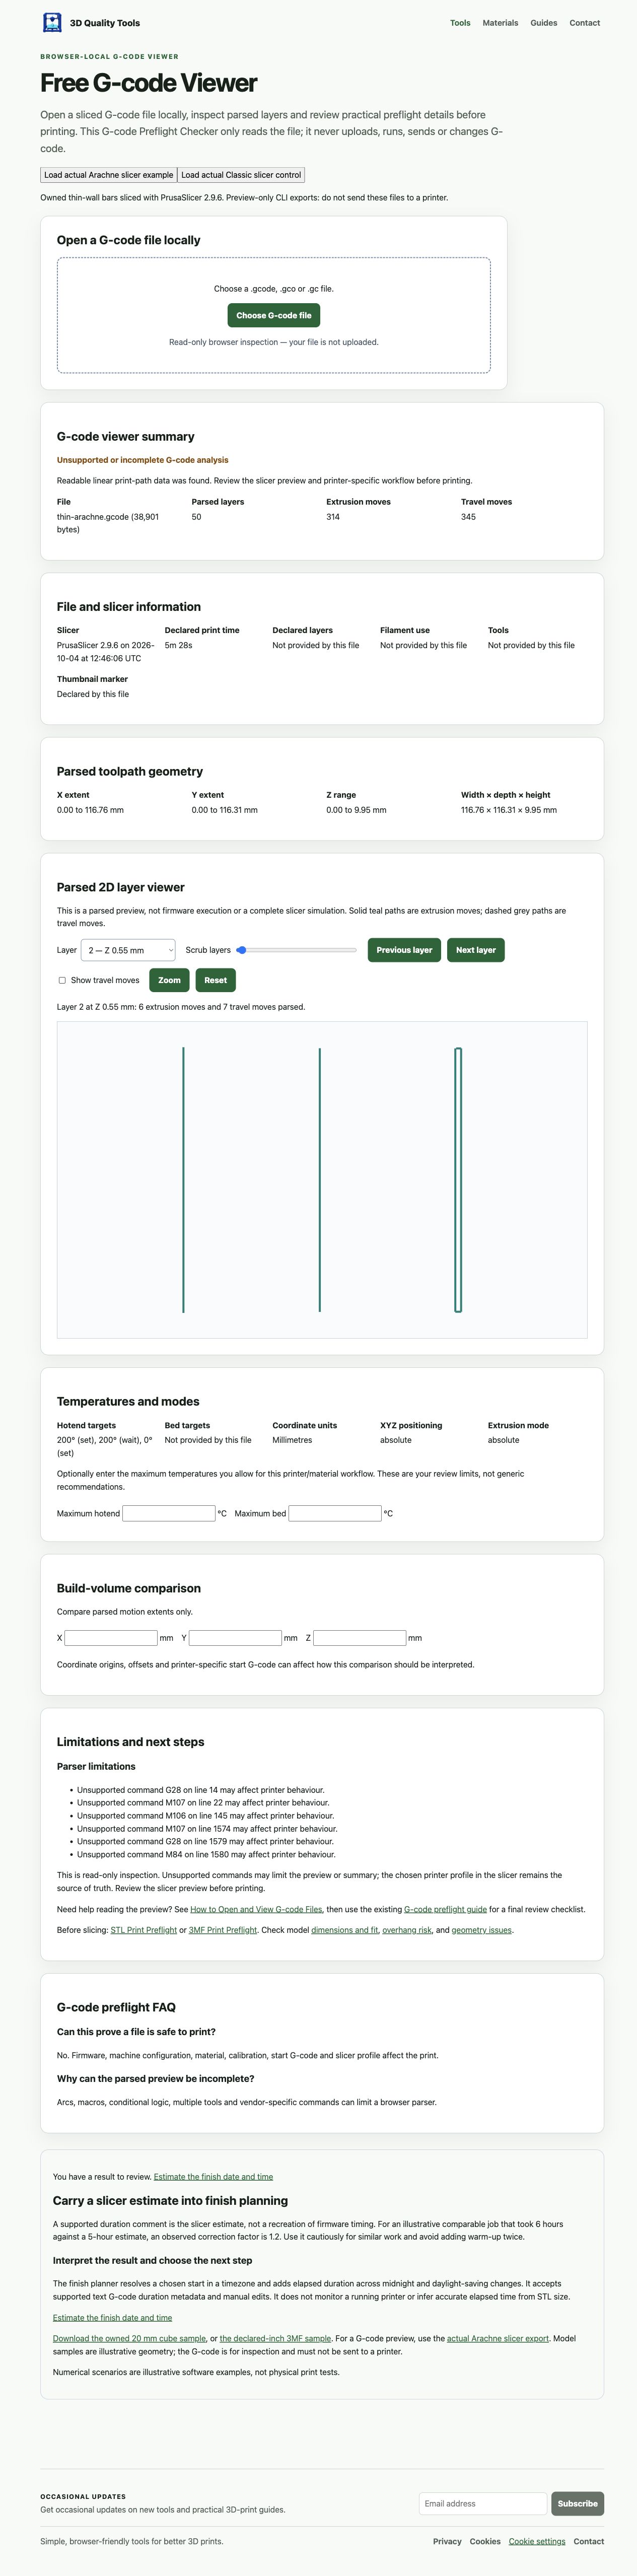 3D Quality Tools
Tools Materials Guides Contact
BROWSER-LOCAL G-CODE VIEWER
Free G-code Viewer
Open a sliced G-code file locally, inspect parsed layers and review practical preflight details before
printing. This G-code Preflight Checker only reads the file; it never uploads, runs, sends or changes G-
code.
Load actual Arachne slicer example Load actual Classic slicer control
Owned thin-wall bars sliced with PrusaSlicer 2.9.6. Preview-only CLI exports: do not send these files to a printer.
Open a G-code file locally
Choose a .gcode, .gco or .gc file.
Choose G-code file
Read-only browser inspection — your file is not uploaded.
G-code viewer summary
Unsupported or incomplete G-code analysis
Readable linear print-path data was found. Review the slicer preview and printer-specific workflow before printing.
File Parsed layers Extrusion moves Travel moves
thin-arachne.gcode (38,901 50 314 345
bytes)
File and slicer information
Slicer Declared print time Declared layers Filament use Tools
PrusaSlicer 2.9.6 on 2026- 5m 28s Not provided by this file Not provided by this file Not provided by this file
10-04 at 12:46:06 UTC
Thumbnail marker
Declared by this file
Parsed toolpath geometry
X extent Y extent Z range Width × depth × height
0.00 to 116.76 mm 0.00 to 116.31 mm 0.00 to 9.95 mm 116.76 × 116.31 × 9.95 mm
Parsed 2D layer viewer
This is a parsed preview, not firmware execution or a complete slicer simulation. Solid teal paths are extrusion moves; dashed grey paths are
travel moves.
Layer 2 — Z 0.55 mm Scrub layers Previous layer Next layer
Show travel moves Zoom Reset
Layer 2 at Z 0.55 mm: 6 extrusion moves and 7 travel moves parsed.
Temperatures and modes
Hotend targets Bed targets Coordinate units XYZ positioning Extrusion mode
200° (set), 200° (wait), 0° Not provided by this file Millimetres absolute absolute
(set)
Optionally enter the maximum temperatures you allow for this printer/material workflow. These are your review limits, not generic
recommendations.
Maximum hotend °C Maximum bed °C
Build-volume comparison
Compare parsed motion extents only.
X mm Y mm Z mm
Coordinate origins, offsets and printer-specific start G-code can affect how this comparison should be interpreted.
Limitations and next steps
Parser limitations
• Unsupported command G28 on line 14 may affect printer behaviour.
• Unsupported command M107 on line 22 may affect printer behaviour.
• Unsupported command M106 on line 145 may affect printer behaviour.
• Unsupported command M107 on line 1574 may affect printer behaviour.
• Unsupported command G28 on line 1579 may affect printer behaviour.
• Unsupported command M84 on line 1580 may affect printer behaviour.
This is read-only inspection. Unsupported commands may limit the preview or summary; the chosen printer profile in the slicer remains the
source of truth. Review the slicer preview before printing.
Need help reading the preview? See How to Open and View G-code Files, then use the existing G-code preflight guide for a final review checklist.
Before slicing: STL Print Preflight or 3MF Print Preflight. Check model dimensions and fit, overhang risk, and geometry issues.
G-code preflight FAQ
Can this prove a file is safe to print?
No. Firmware, machine configuration, material, calibration, start G-code and slicer profile affect the print.
Why can the parsed preview be incomplete?
Arcs, macros, conditional logic, multiple tools and vendor-specific commands can limit a browser parser.
You have a result to review. Estimate the finish date and time
Carry a slicer estimate into finish planning
A supported duration comment is the slicer estimate, not a recreation of firmware timing. For an illustrative comparable job that took 6 hours
against a 5-hour estimate, an observed correction factor is 1.2. Use it cautiously for similar work and avoid adding warm-up twice.
Interpret the result and choose the next step
The finish planner resolves a chosen start in a timezone and adds elapsed duration across midnight and daylight-saving changes. It accepts
supported text G-code duration metadata and manual edits. It does not monitor a running printer or infer accurate elapsed time from STL size.
Estimate the finish date and time
Download the owned 20 mm cube sample, or the declared-inch 3MF sample. For a G-code preview, use the actual Arachne slicer export. Model
samples are illustrative geometry; the G-code is for inspection and must not be sent to a printer.
Numerical scenarios are illustrative software examples, not physical print tests.
OCCASIONAL UPDATES
Get occasional updates on new tools and practical 3D-print guides.
Email address Subscribe
Simple, browser-friendly tools for better 3D prints.
Privacy Cookies Cookie settings Contact